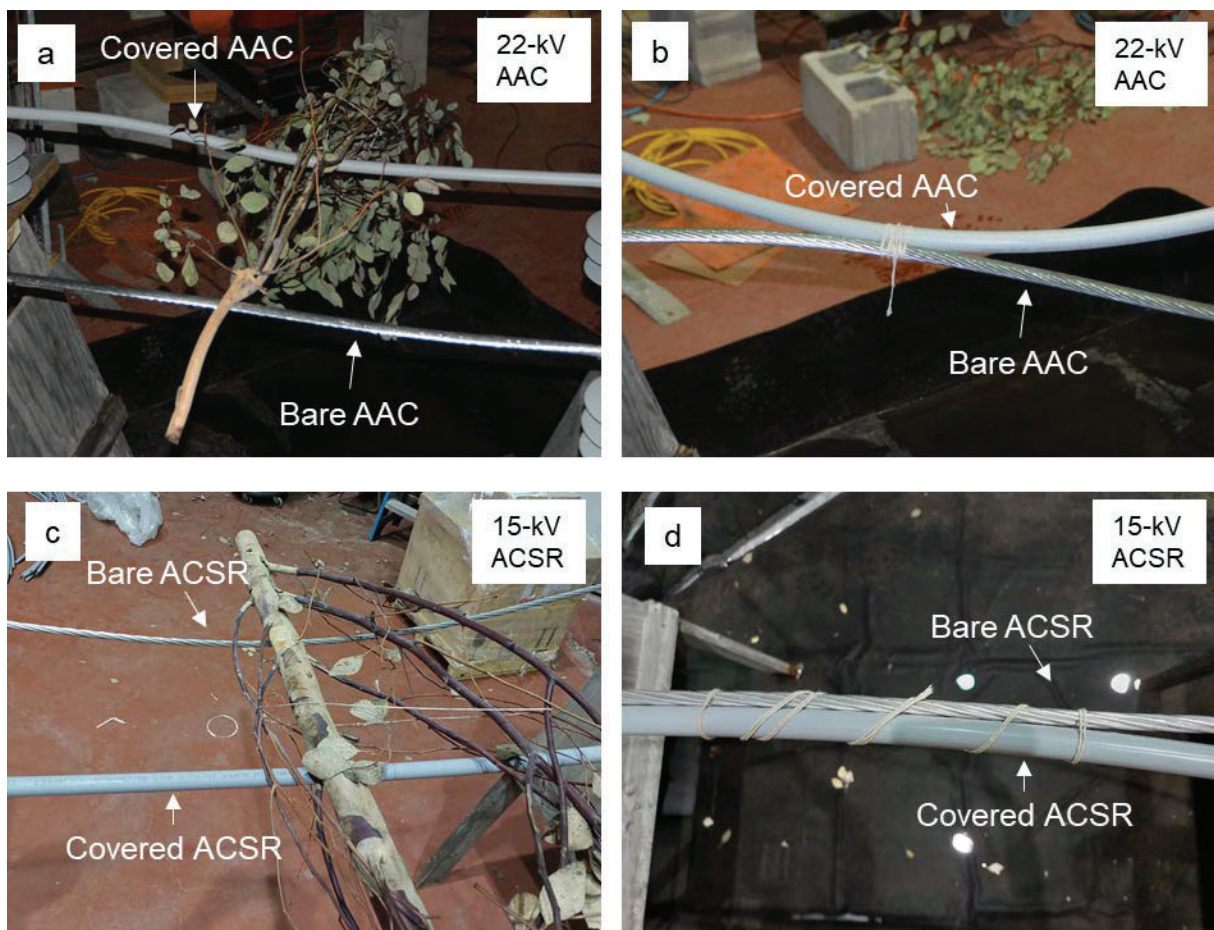 a
Covered AAC
22-kV
AAC
Bare AAC
b
22-kV
AAC
Covered AAC
Bare AAC
c
15-kV
ACSR
Bare ACSR
Covered ACSR
d
15-kV
ACSR
Bare ACSR
Covered ACSR